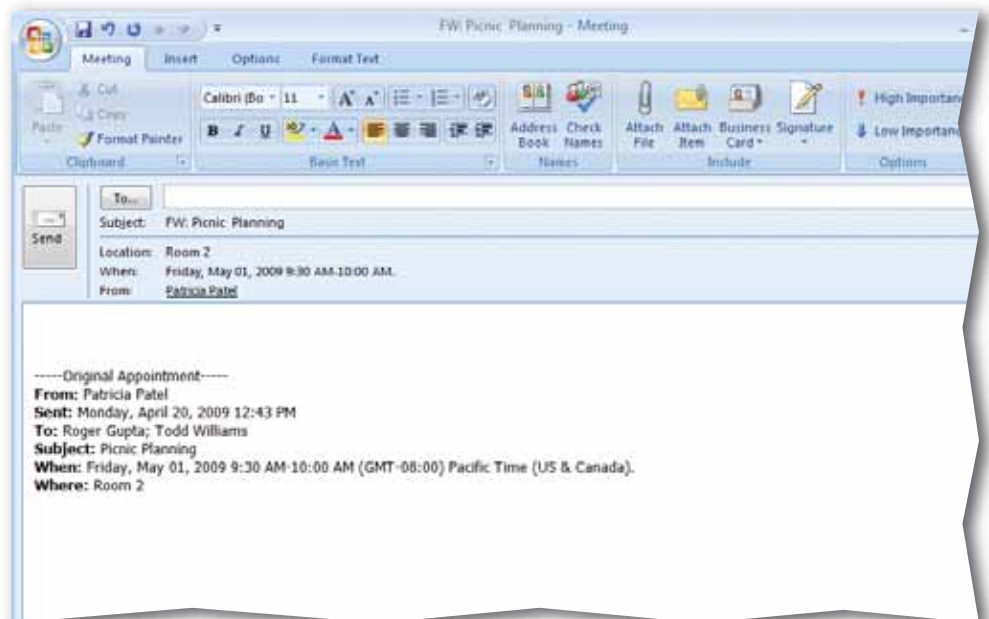 FW: Picnic Planning - Meeting
Meeting Insert Options Format Text
Cut
Copy
Paste
Format Painter
Clipboard
Calibri (Bo 11
B I U
Basic Text
Address Book
Check Names
Names
Attach File
Attach Item
Business Card
Signature
Include
High Importan
Low Importanc
Options
Send
To...
Subject: FW: Picnic Planning
Location: Room 2
When: Friday, May 01, 2009 9:30 AM-10:00 AM.
From: Patricia Patel
-----Original Appointment-----
From: Patricia Patel
Sent: Monday, April 20, 2009 12:43 PM
To: Roger Gupta; Todd Williams
Subject: Picnic Planning
When: Friday, May 01, 2009 9:30 AM-10:00 AM (GMT-08:00) Pacific Time (US & Canada).
Where: Room 2